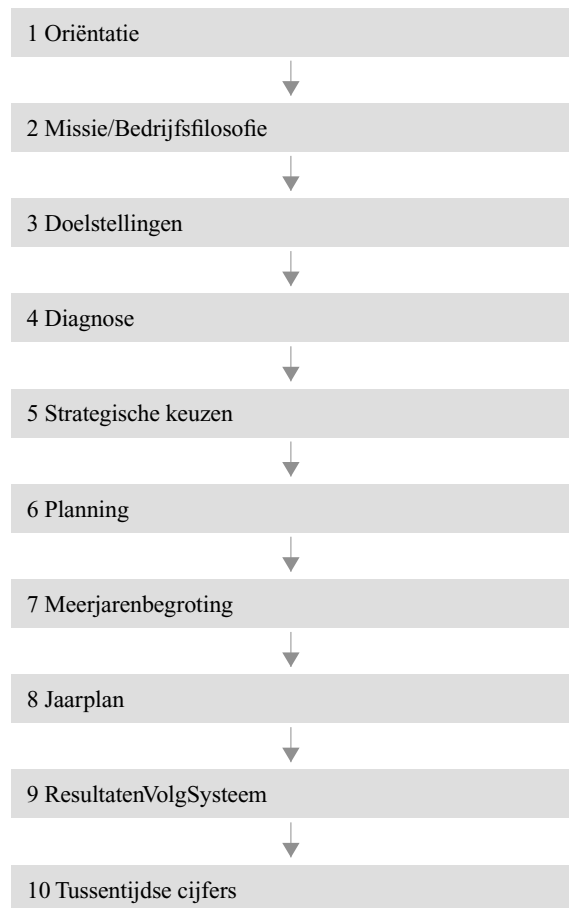 1 Oriëntatie
2 Missie/Bedrijfsfilosofie
3 Doelstellingen
4 Diagnose
5 Strategische keuzen
6 Planning
7 Meerjarenbegroting
8 Jaarplan
9 ResultatenVolgSysteem
10 Tussentijdse cijfers